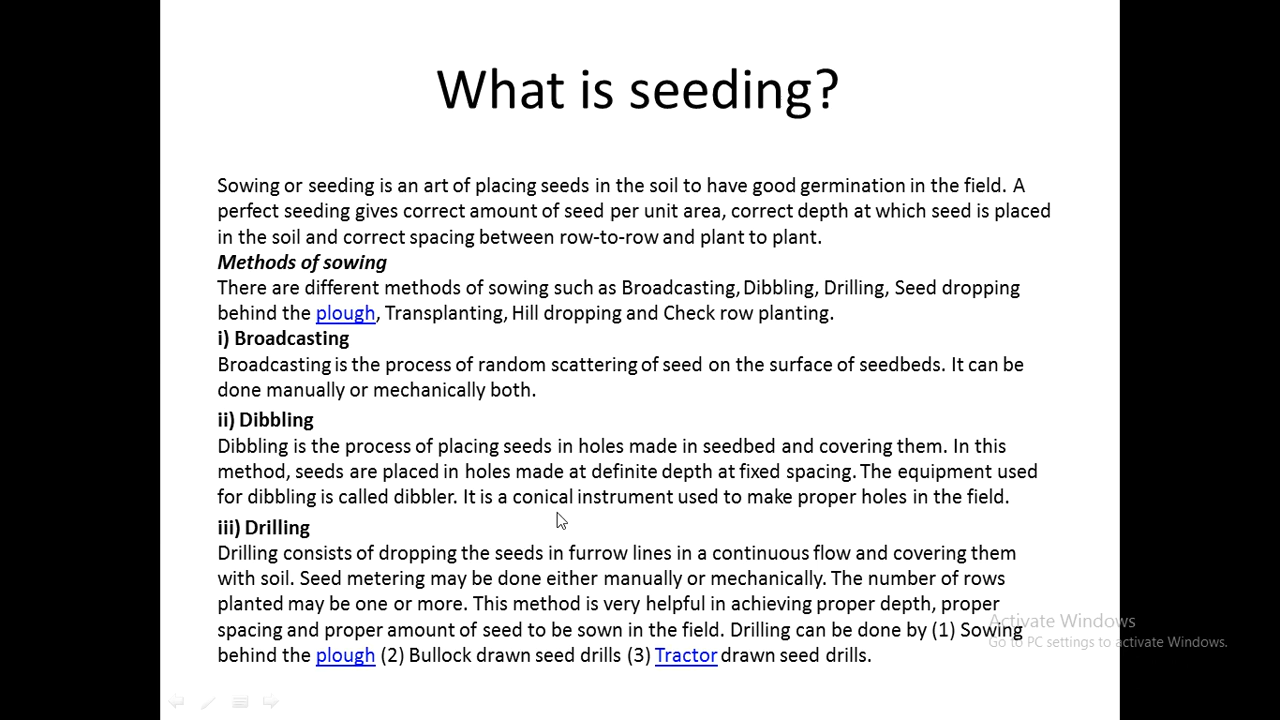 What is seeding?
Sowing or seeding is an art of placing seeds in the soil to have good germination in the field. A
perfect seeding gives correct amount of seed per unit area, correct depth at which seed is placed
in the soil and correct spacing between row-to-row and plant to plant.
Methods of sowing
There are different methods of sowing such as Broadcasting, Dibbling, Drilling, Seed dropping
behind the plough, Transplanting, Hill dropping and Check row planting.
i) Broadcasting
Broadcasting is the process of random scattering of seed on the surface of seedbeds. It can be
done manually or mechanically both.
ii) Dibbling
Dibbling is the process of placing seeds in holes made in seedbed and covering them. In this
method, seeds are placed in holes made at definite depth at fixed spacing. The equipment used
for dibbling is called dibbler. It is a conical instrument used to make proper holes in the field.
iii) Drilling
Drilling consists of dropping the seeds in furrow lines in a continuous flow and covering them
with soil. Seed metering may be done either manually or mechanically. The number of rows
planted may be one or more. This method is very helpful in achieving proper depth, proper
spacing and proper amount of seed to be sown in the field. Drilling can be done by (1) Sowing
behind the plough (2) Bullock drawn seed drills (3) Tractor drawn seed drills.
Activate Windows
Go to PC settings to activate Windows.